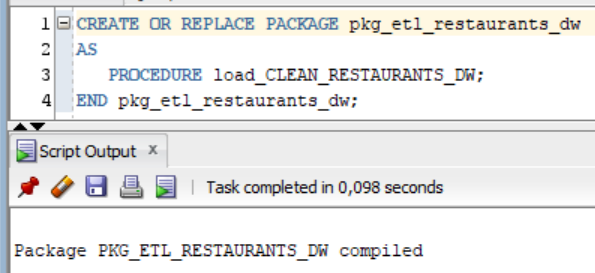 1 CREATE OR REPLACE PACKAGE pkg_etl_restaurants_dw
2 AS
3 PROCEDURE load_CLEAN_RESTAURANTS_DW;
4 END pkg_etl_restaurants_dw;
Script Output x
Task completed in 0,098 seconds
Package PKG_ETL_RESTAURANTS_DW compiled